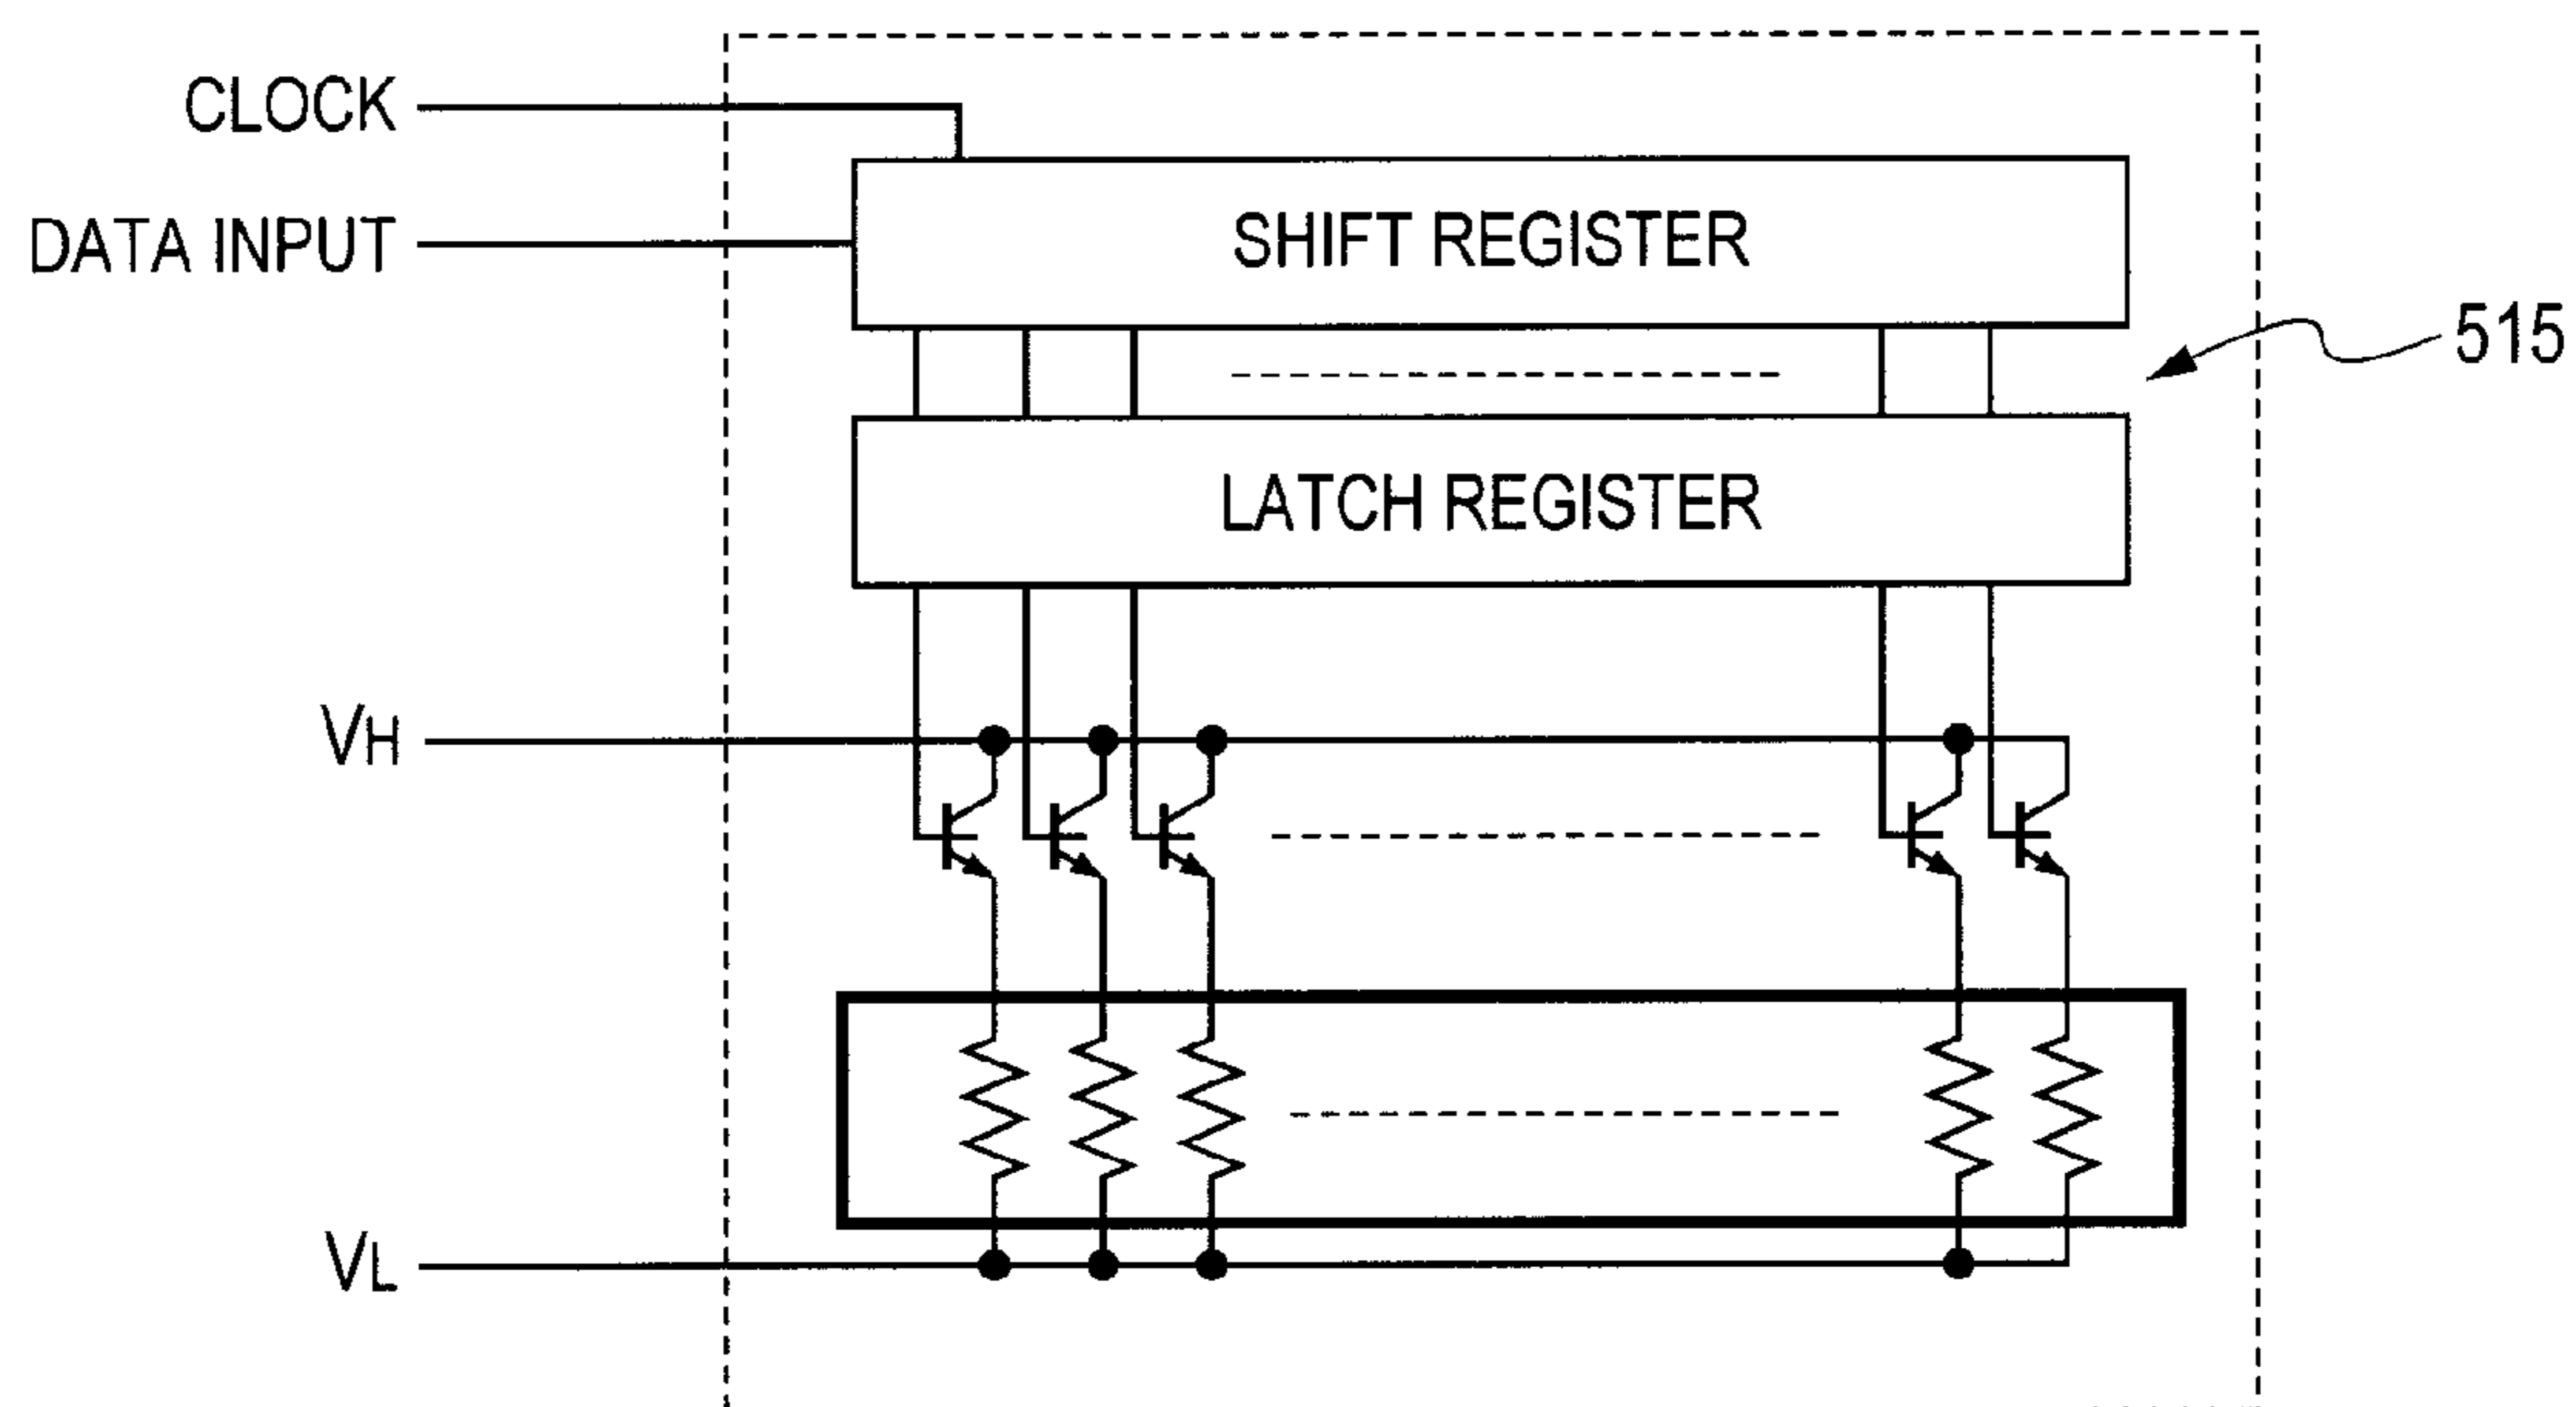 CLOCK
DATA INPUT
SHIFT REGISTER
515
LATCH REGISTER
VH
VL